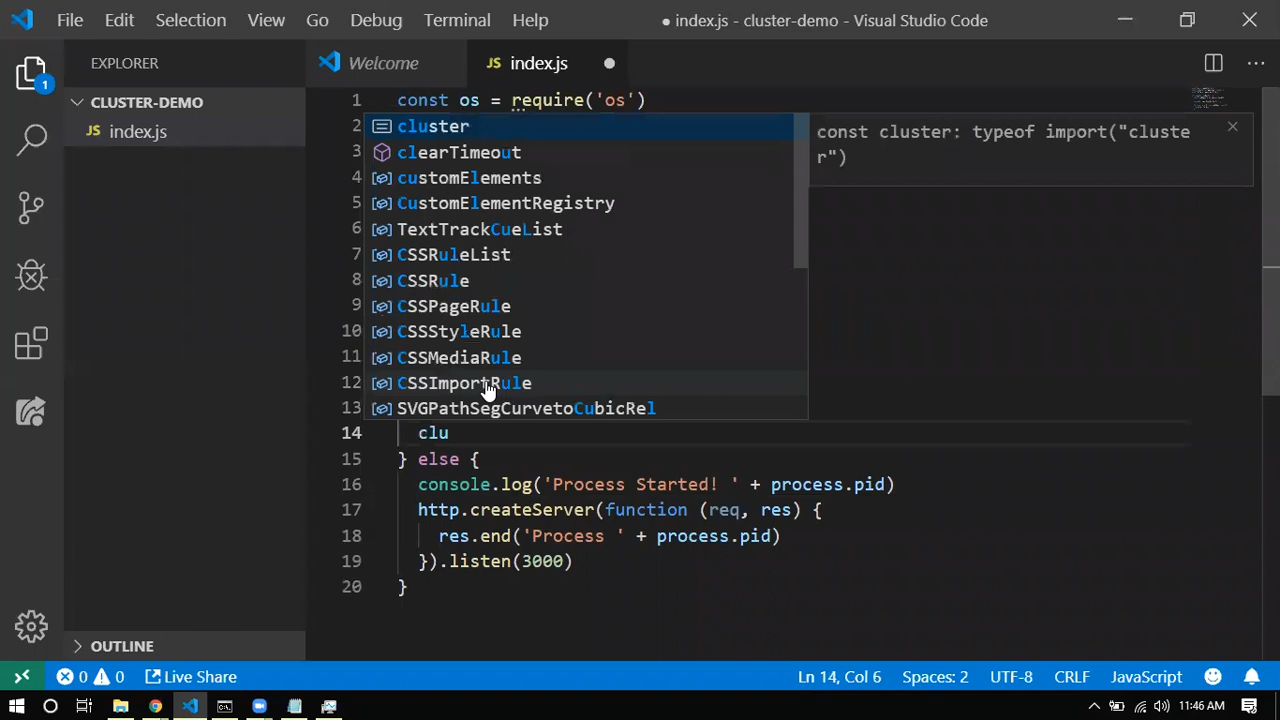 File Edit Selection View Go Debug Terminal Help ● index.js - cluster-demo - Visual Studio Code
EXPLORER
Welcome
JS index.js
CLUSTER-DEMO
JS index.js
1 const os = require('os')
2
3
4
5
6
7
8
9
10
11
12
13
cluster
clearTimeout
customElements
CustomElementRegistry
TextTrackCueList
CSSRuleList
CSSRule
CSSPageRule
CSSStyleRule
CSSMediaRule
CSSImportRule
SVGPathSegCurvetoCubicRel
const cluster: typeof import("cluste
r")
14 clu
15 } else {
16 console.log('Process Started! ' + process.pid)
17 http.createServer(function (req, res) {
18 res.end('Process ' + process.pid)
19 }).listen(3000)
20 }
1
OUTLINE
0 0 Live Share Ln 14, Col 6 Spaces: 2 UTF-8 CRLF JavaScript
11:46 AM